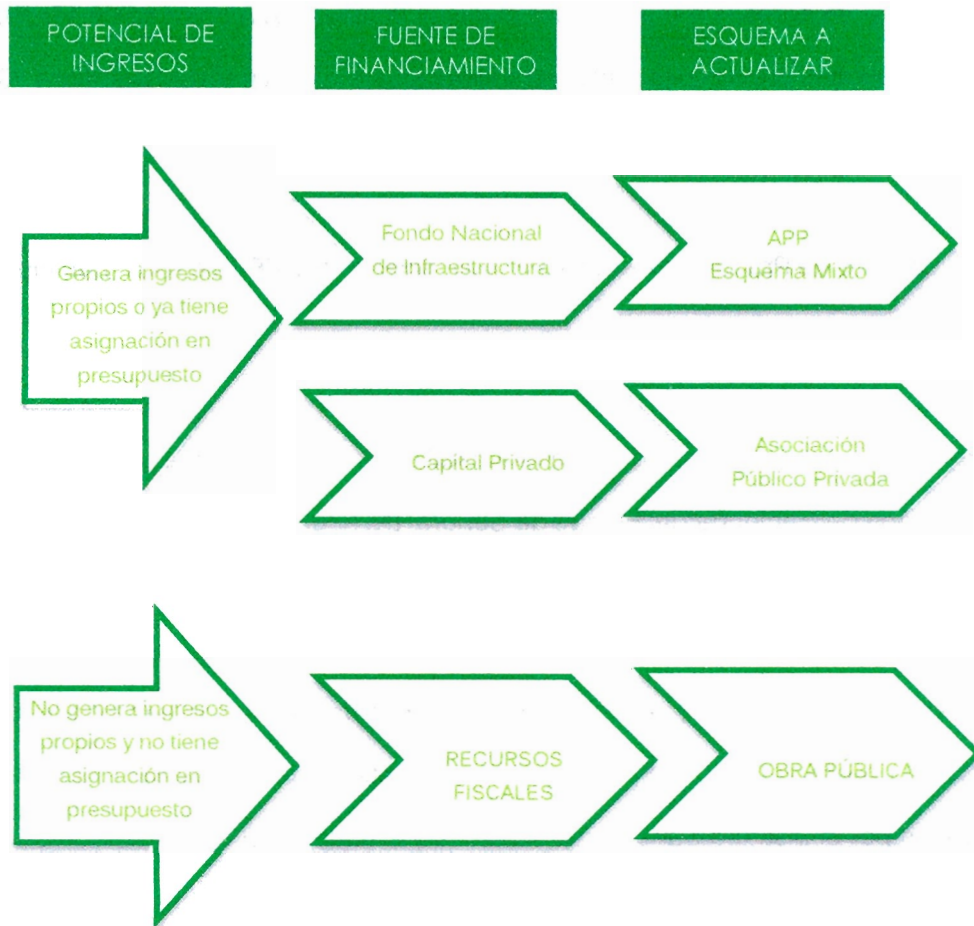 POTENCIAL DE
INGRESOS
FUENTE DE
FINANCIAMIENTO
ESQUEMA A
ACTUALIZAR
Genera ingresos
propios o ya tiene
asignación en
presupuesto
Fondo Nacional
de Infraestructura
APP
Esquema Mixto
Capital Privado
Asociación
Público Privada
No genera ingresos
propios y no tiene
asignación en
presupuesto
RECURSOS
FISCALES
OBRA PÚBLICA